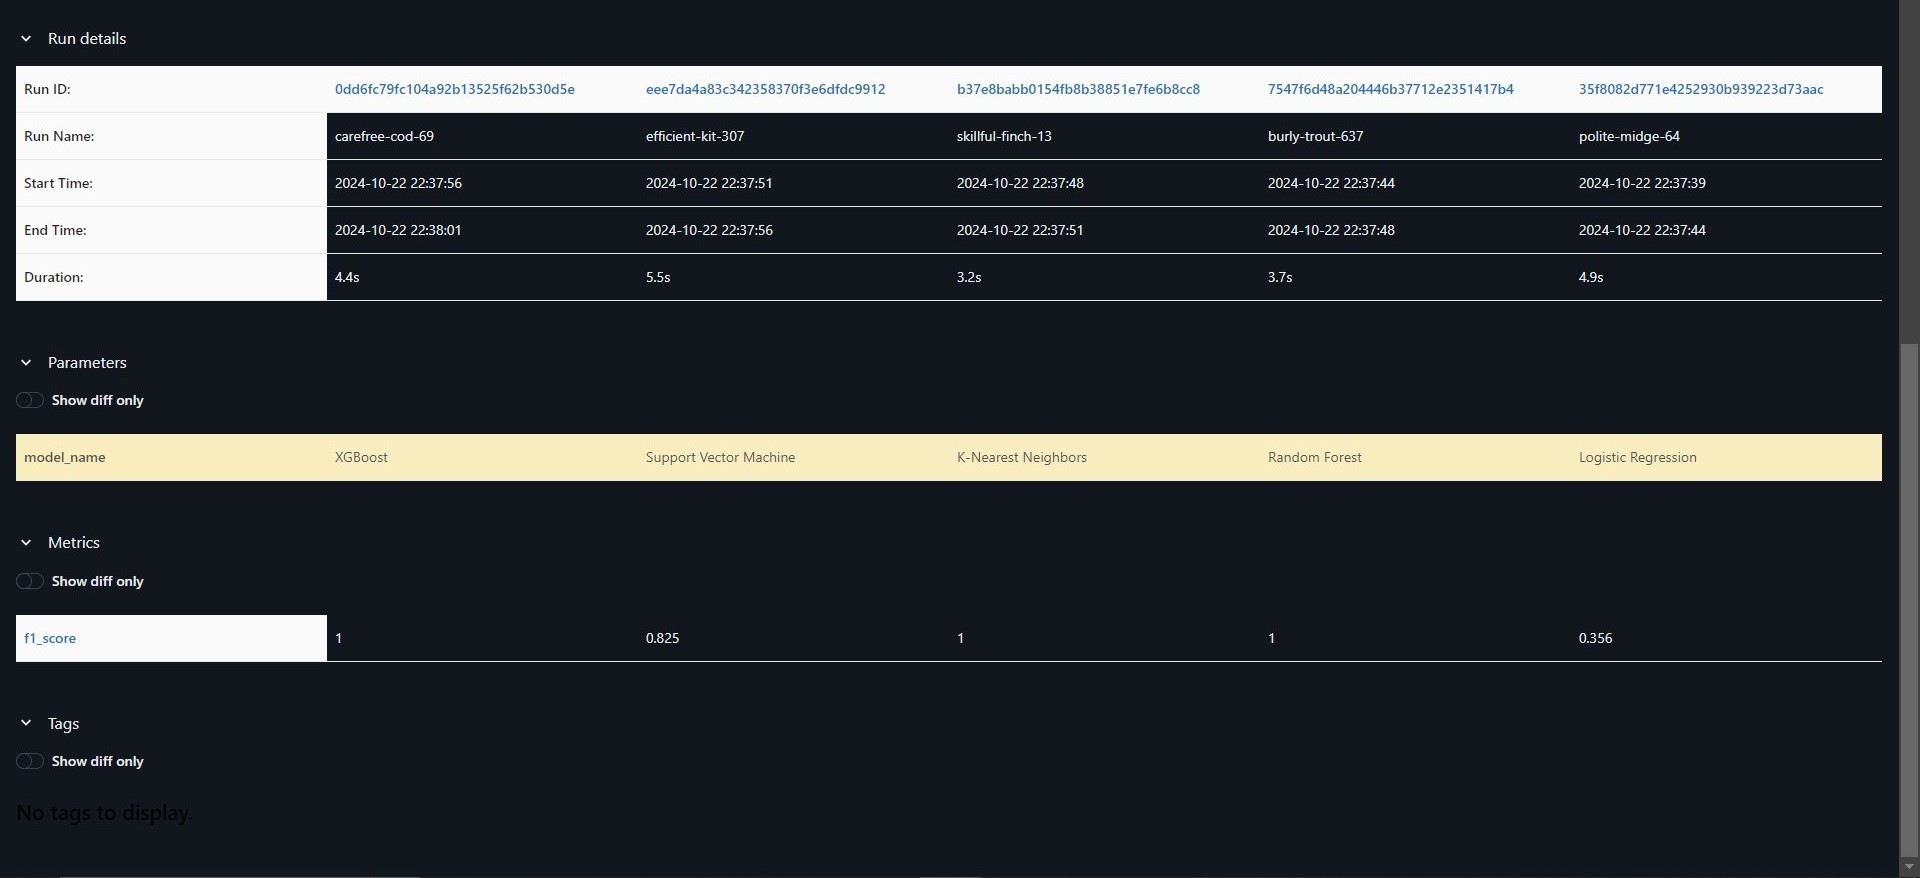 Run details
Run ID: 0dd6fc79fc104a92b13525f62b530d5e eee7da4a83c342358370f3e6dfdc9912 b37e8babb0154fb8b38851e7fe6b8cc8 7547f6d48a204446b37712e2351417b4 35f8082d771e4252930b939223d73aac
Run Name: carefree-cod-69 efficient-kit-307 skillful-finch-13 burly-trout-637 polite-midge-64
Start Time: 2024-10-22 22:37:56 2024-10-22 22:37:51 2024-10-22 22:37:48 2024-10-22 22:37:44 2024-10-22 22:37:39
End Time: 2024-10-22 22:38:01 2024-10-22 22:37:56 2024-10-22 22:37:51 2024-10-22 22:37:48 2024-10-22 22:37:44
Duration: 4.4s 5.5s 3.2s 3.7s 4.9s
Parameters
Show diff only
model_name XGBoost Support Vector Machine K-Nearest Neighbors Random Forest Logistic Regression
Metrics
Show diff only
f1_score 1 0.825 1 1 0.356
Tags
Show diff only
No tags to display.